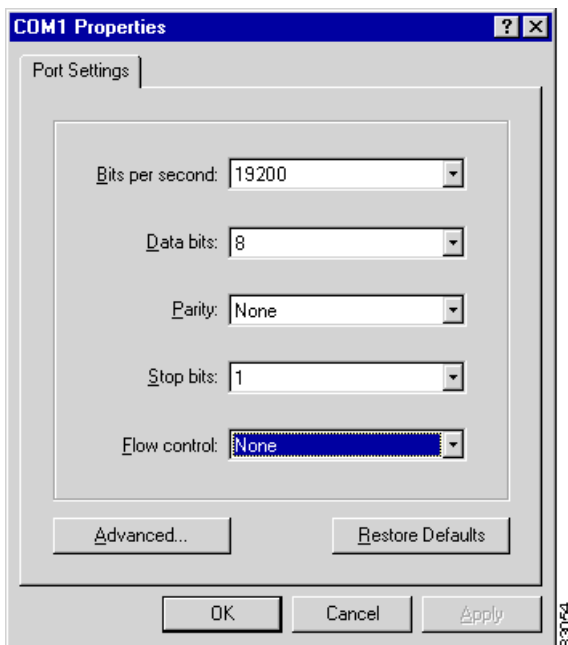 COM1 Properties
Port Settings
Bits per second: 19200
Data bits: 8
Parity: None
Stop bits: 1
Flow control: None
Advanced... Restore Defaults
OK Cancel Apply